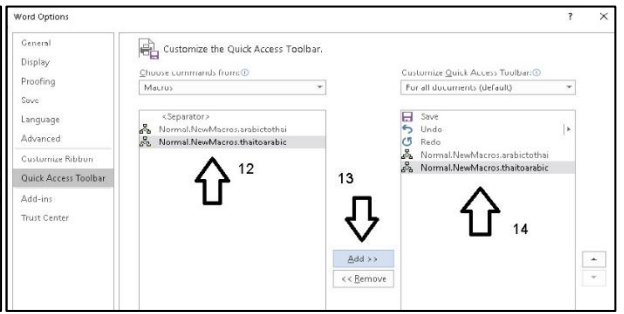 Word Options
?
×
General
Display
Proofing
Save
Language
Advanced
Customize Ribbon
Quick Access Toolbar
Add-ins
Trust Center
Customize the Quick Access Toolbar.
Choose commands from:
Macros
<Separator>
Normal.NewMacros.arabictothai
Normal.NewMacros.thaitoarabic
12
13
Add >>
<< Remove
Customize Quick Access Toolbar:
For all documents (default)
Save
Undo
Redo
Normal.NewMacros.arabictothai
Normal.NewMacros.thaitoarabic
14